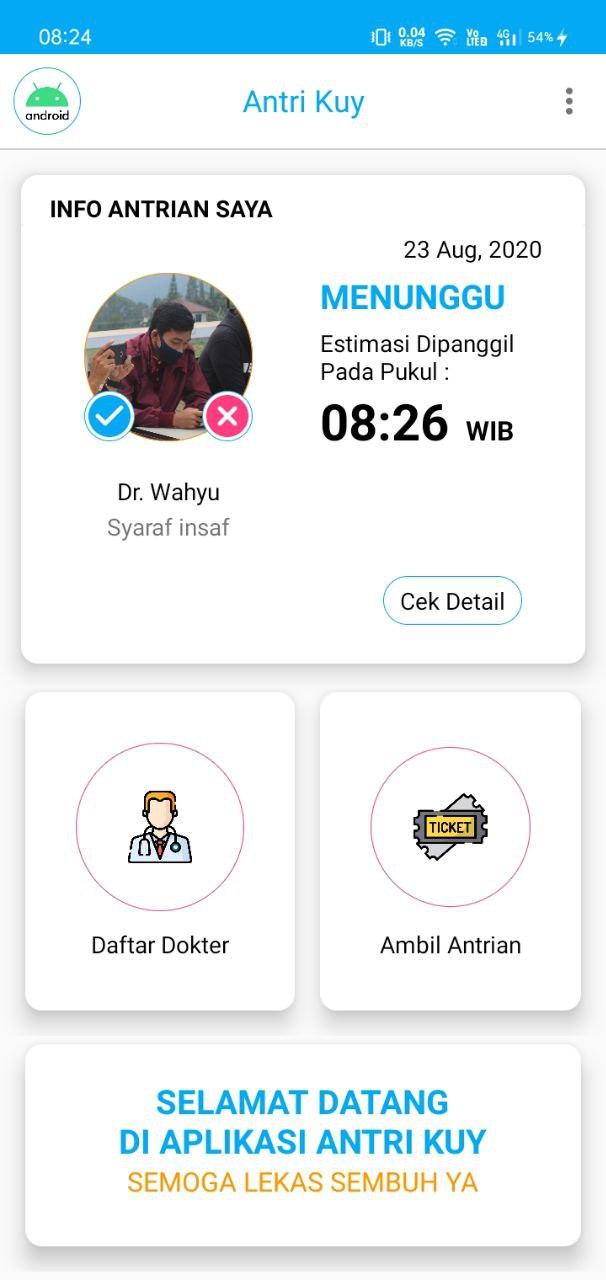 08:24
0.04
KB/S
Vo
LTE2
4G
54%
android
Antri Kuy
INFO ANTRIAN SAYA
23 Aug, 2020
MENUNGGU
Estimasi Dipanggil
Pada Pukul :
08:26 WIB
Dr. Wahyu
Syaraf insaf
Cek Detail
TICKET
Daftar Dokter
Ambil Antrian
SELAMAT DATANG
DI APLIKASI ANTRI KUY
SEMOGA LEKAS SEMBUH YA